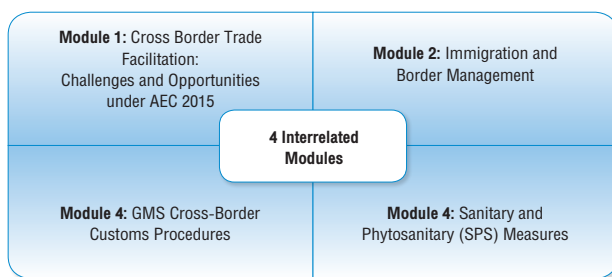 Module 1: Cross Border Trade
Facilitation:
Challenges and Opportunities
under AEC 2015
Module 2: Immigration and
Border Management
4 Interrelated
Modules
Module 4: GMS Cross-Border
Customs Procedures
Module 4: Sanitary and
Phytosanitary (SPS) Measures